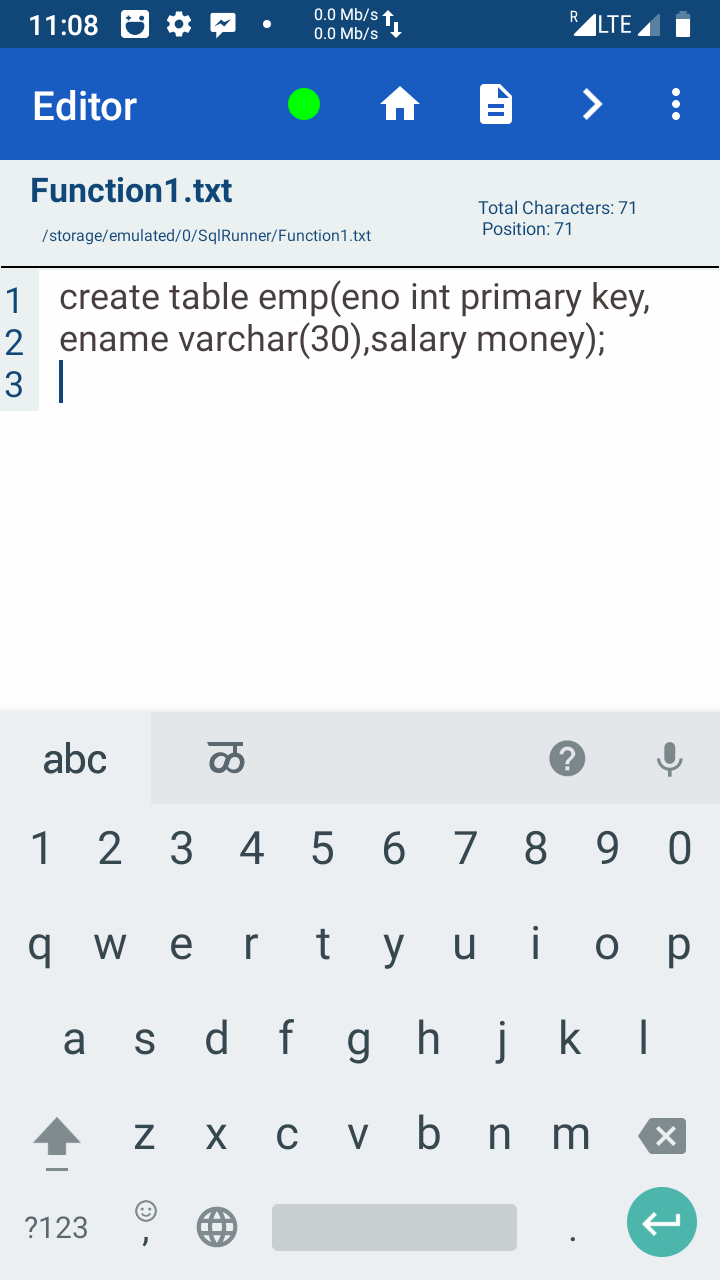 11:08
0.0 Mb/s
0.0 Mb/s
R
LTE
Editor
Function1.txt
/storage/emulated/0/SqlRunner/Function1.txt
Total Characters: 71
Position: 71
1 create table emp(eno int primary key,
2 ename varchar(30),salary money);
3
abc
ळ
?
1 2 3 4 5 6 7 8 9 0
q w e r t y u i o p
a s d f g h j k l
z x c v b n m
?123 , .